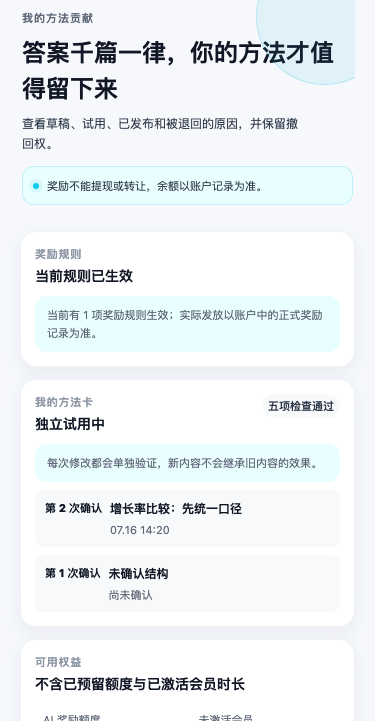 我的方法贡献
答案千篇一律，你的方法才值
得留下来
查看草稿、试用、已发布和被退回的原因，并保留撤
回权。
奖励不能提现或转让，余额以账户记录为准。
奖励规则
当前规则已生效
当前有 1 项奖励规则生效；实际发放以账户中的正式奖励
记录为准。
我的方法卡
五项检查通过
独立试用中
每次修改都会单独验证，新内容不会继承旧内容的效果。
第 2 次确认 增长率比较：先统一口径
07.16 14:20
第 1 次确认 未确认结构
尚未确认
可用权益
不含已预留额度与已激活会员时长
AI 奖励额度 未激活会员